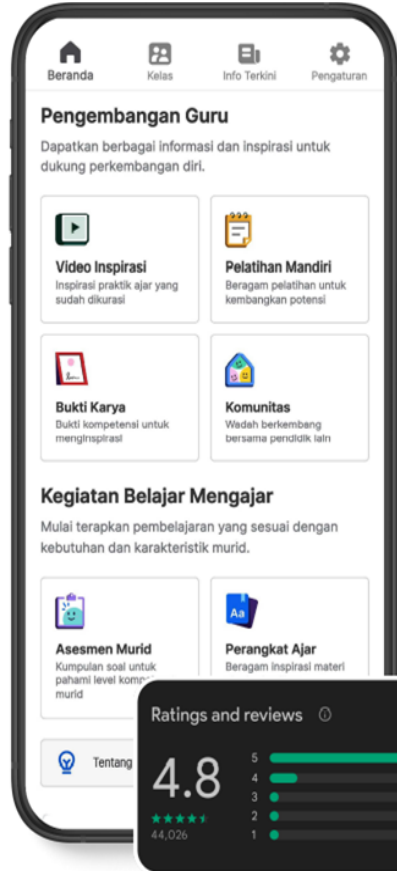 Beranda Kelas Info Terkini Pengaturan
Pengembangan Guru
Dapatkan berbagai informasi dan inspirasi untuk
dukung perkembangan diri.
Video Inspirasi
Inspirasi praktik ajar yang
sudah dikurasi
Pelatihan Mandiri
Beragam pelatihan untuk
kembangkan potensi
Bukti Karya
Bukti kompetensi untuk
menginspirasi
Komunitas
Wadah berkembang
bersama pendidik lain
Kegiatan Belajar Mengajar
Mulai terapkan pembelajaran yang sesuai dengan
kebutuhan dan karakteristik murid.
Asesmen Murid
Kumpulan soal untuk
pahami level
murid
Aa
Perangkat Ajar
Beragam inspirasi materi
Tentang
Ratings and reviews
4.8
44,026
5
4
3
2
1